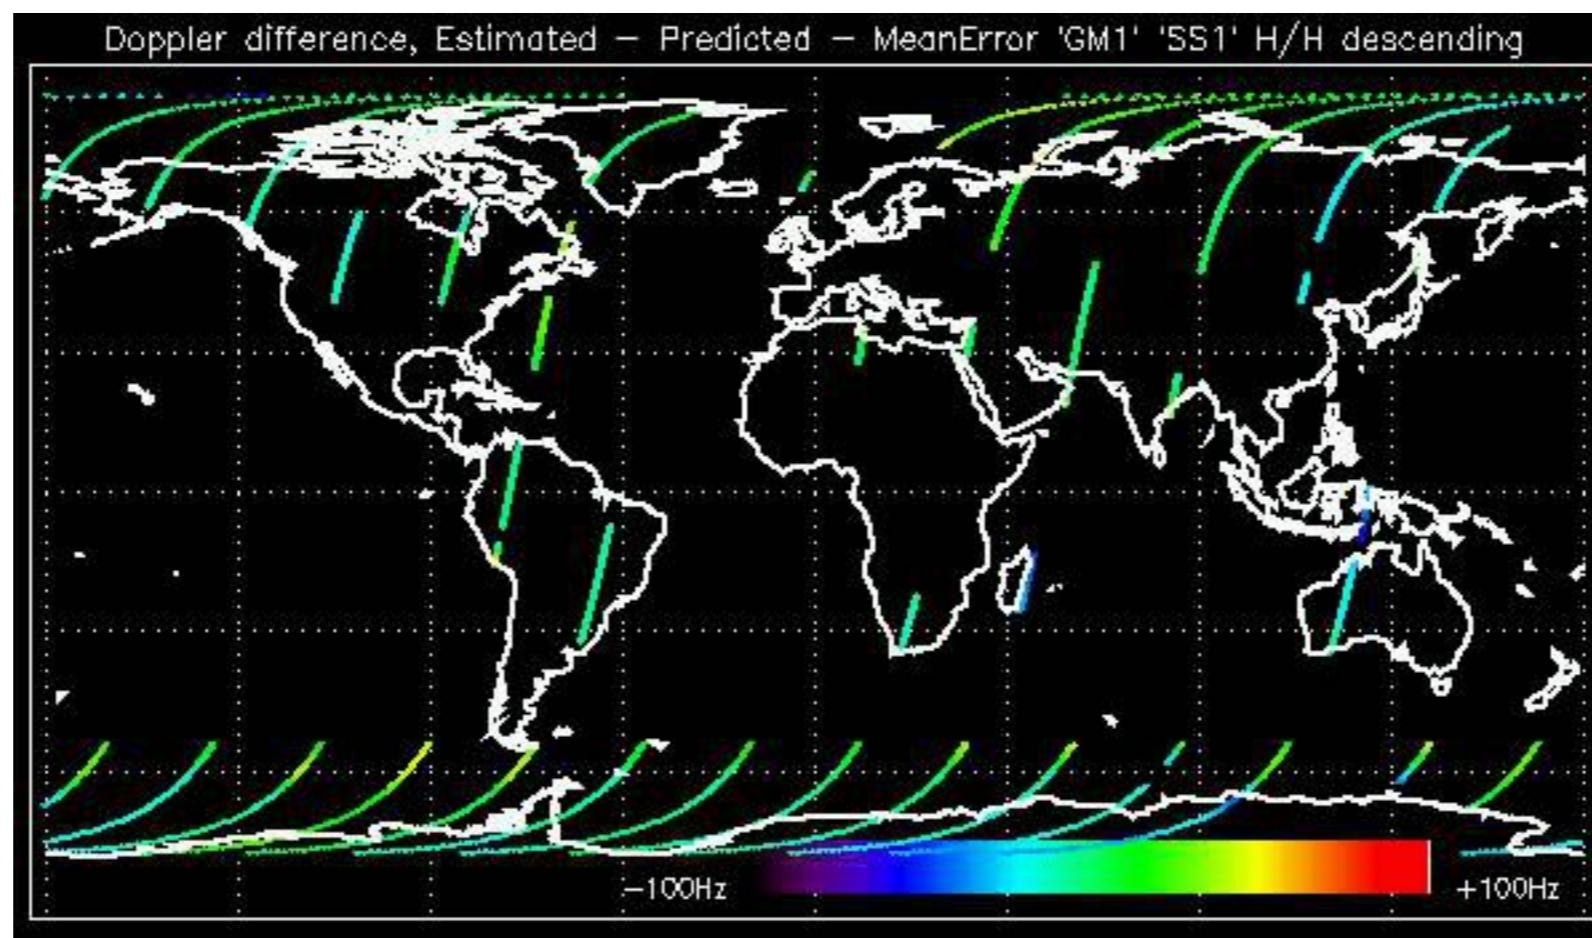 Doppler difference, Estimated − Predicted − MeanError 'GM1' 'SS1' H/H descending
−100Hz +100Hz